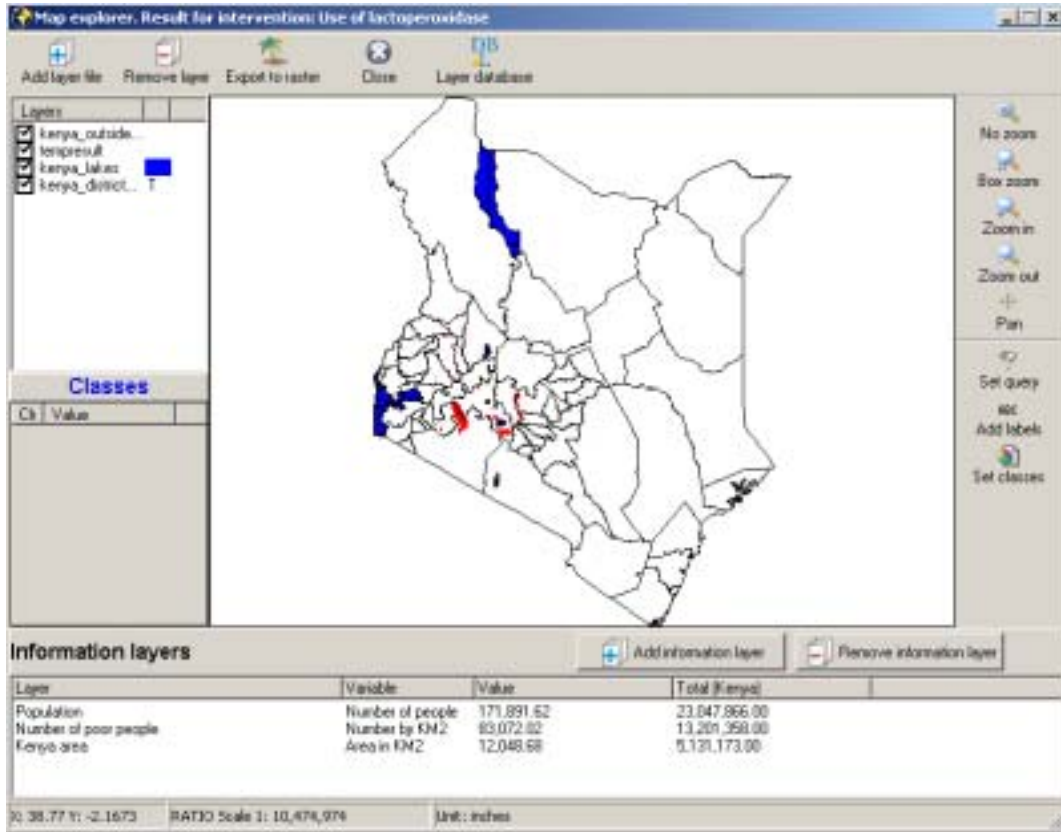 Map explorer. Result for intervention: Use of lactoperoxidase
Add layer file Remove layer Export to raster Close Layer database
Layers
kenya_outside...
tempresult
kenya_lakes
kenya_district... T
Classes
Value
No zoom
Box zoom
Zoom in
Zoom out
Pan
Set query
ABC
Add labels
Set classes
Information layers Add information layer Remove information layer
Layer Variable Value Total (Kenya)
Population Number of people 171,891.62 23,047,866.00
Number of poor people Number by KM2 83,072.02 13,201,358.00
Kenya area Area in KM2 12,048.68 5,131,173.00
X: 38.77 Y: -2.1673 RATIO Scale 1: 10,474,974 Unit: inches